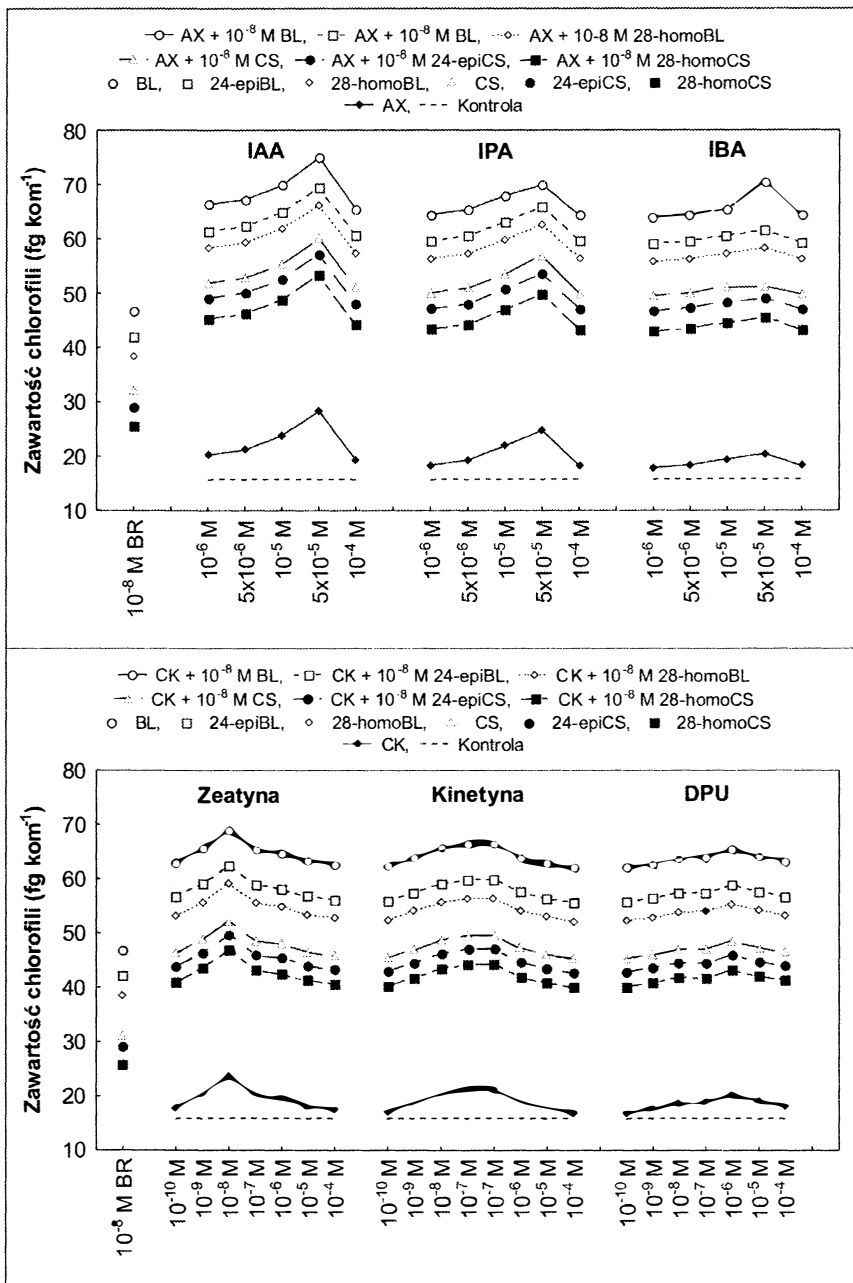 AX + 10⁻⁸ M BL, AX + 10⁻⁸ M BL, AX + 10-8 M 28-homoBL
AX + 10⁻⁸ M CS, AX + 10⁻⁸ M 24-epiCS, AX + 10⁻⁸ M 28-homoCS
BL, 24-epiBL, 28-homoBL, CS, 24-epiCS, 28-homoCS
AX, Kontrola
Zawartość chlorofili (fg kom⁻¹)
80
70
60
50
40
30
20
10
IAA IPA IBA
10⁻⁸ M BR
10⁻⁶ M 5x10⁻⁶ M 10⁻⁵ M 5x10⁻⁵ M 10⁻⁴ M
10⁻⁶ M 5x10⁻⁶ M 10⁻⁵ M 5x10⁻⁵ M 10⁻⁴ M
10⁻⁶ M 5x10⁻⁶ M 10⁻⁵ M 5x10⁻⁵ M 10⁻⁴ M
CK + 10⁻⁸ M BL, CK + 10⁻⁸ M 24-epiBL, CK + 10⁻⁸ M 28-homoBL
CK + 10⁻⁸ M CS, CK + 10⁻⁸ M 24-epiCS, CK + 10⁻⁸ M 28-homoCS
BL, 24-epiBL, 28-homoBL, CS, 24-epiCS, 28-homoCS
CK, Kontrola
Zawartość chlorofili (fg kom⁻¹)
80
70
60
50
40
30
20
10
Zeatyna Kinetyna DPU
10⁻⁸ M BR
10⁻¹⁰ M 10⁻⁹ M 10⁻⁸ M 10⁻⁷ M 10⁻⁶ M 10⁻⁵ M 10⁻⁴ M
10⁻¹⁰ M 10⁻⁹ M 10⁻⁸ M 10⁻⁷ M 10⁻⁷ M 10⁻⁶ M 10⁻⁵ M 10⁻⁴ M
10⁻¹⁰ M 10⁻⁹ M 10⁻⁸ M 10⁻⁷ M 10⁻⁶ M 10⁻⁵ M 10⁻⁴ M